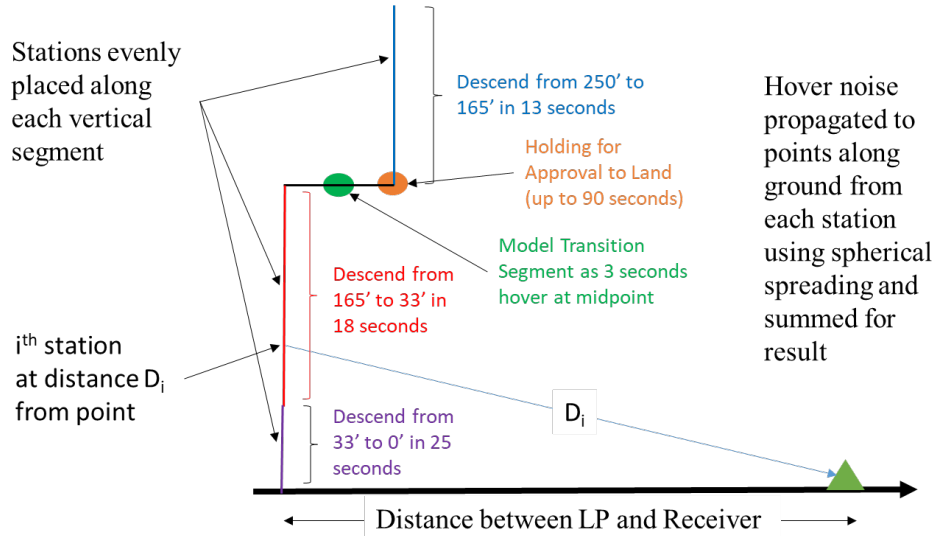 Stations evenly
placed along
each vertical
segment
Descend from 250’ to
165’ in 13 seconds
Holding for
Approval to Land
(up to 90 seconds)
Model Transition
Segment as 3 seconds
hover at midpoint
Descend from
165’ to 33’ in
18 seconds
ith station
at distance Di
from point
Descend from
33’ to 0’ in 25
seconds
Di
Hover noise
propagated to
points along
ground from
each station
using spherical
spreading and
summed for
result
Distance between LP and Receiver